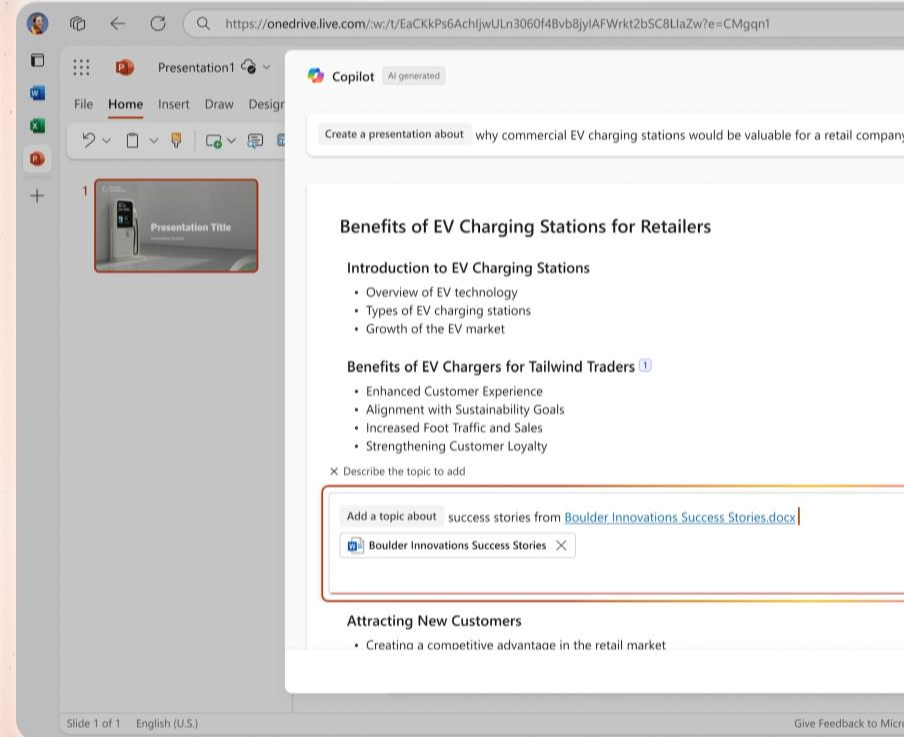 https://onedrive.live.com/:w:/t/EaCKkPs6AchIjwULn3060f4Bvb8jylAFWrkt2bSC8LlaZw?e=CMgqn1
Presentation1
File Home Insert Draw Design
1
Presentation Title
Copilot AI generated
Create a presentation about why commercial EV charging stations would be valuable for a retail company
Benefits of EV Charging Stations for Retailers
Introduction to EV Charging Stations
• Overview of EV technology
• Types of EV charging stations
• Growth of the EV market
Benefits of EV Chargers for Tailwind Traders 1
• Enhanced Customer Experience
• Alignment with Sustainability Goals
• Increased Foot Traffic and Sales
• Strengthening Customer Loyalty
Describe the topic to add
Add a topic about success stories from Boulder Innovations Success Stories.docx
Boulder Innovations Success Stories
Attracting New Customers
• Creating a competitive advantage in the retail market
Slide 1 of 1 English (U.S.)
Give Feedback to Micro